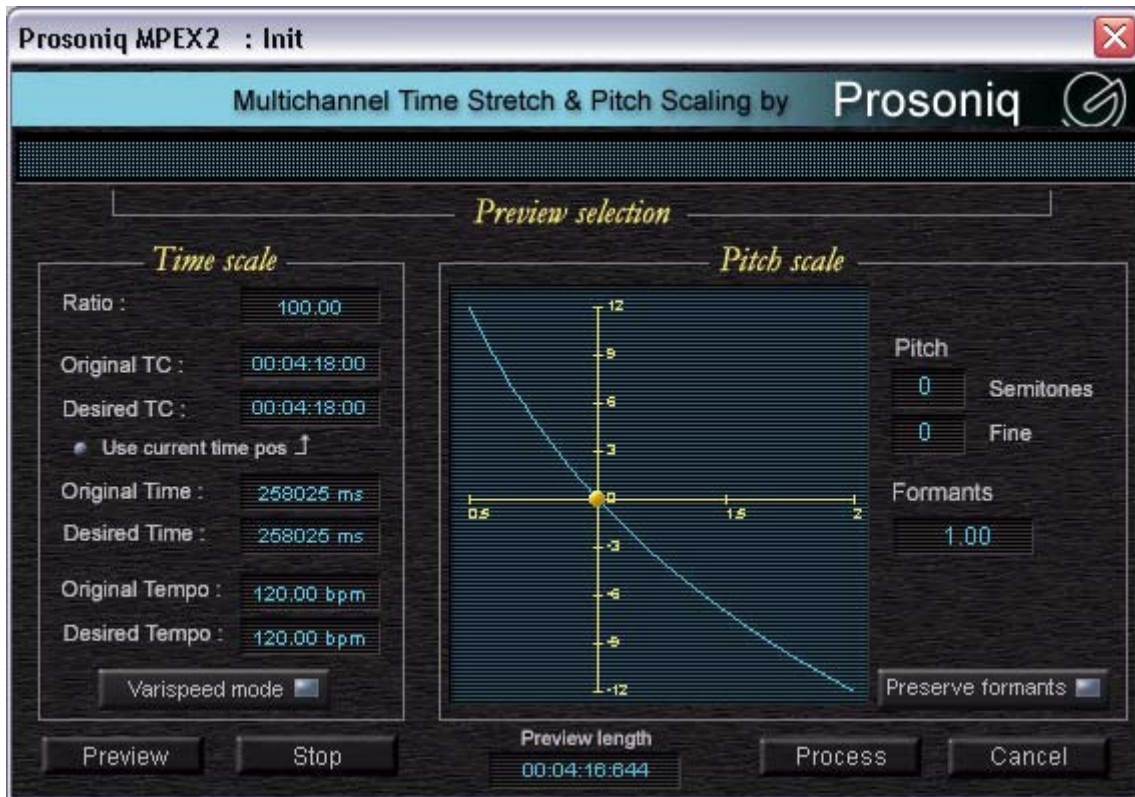 Prosoniq MPEX2 : Init
Multichannel Time Stretch & Pitch Scaling by Prosoniq
Preview selection
Time scale
Ratio : 100.00
Original TC : 00:04:18:00
Desired TC : 00:04:18:00
Use current time pos
Original Time : 258025 ms
Desired Time : 258025 ms
Original Tempo : 120.00 bpm
Desired Tempo : 120.00 bpm
Varispeed mode
Pitch scale
12
9
6
3
0
0.5 1.5 2
-3
-6
-9
-12
Pitch
0 Semitones
0 Fine
Formants
1.00
Preserve formants
Preview
Stop
Preview length
00:04:16:644
Process
Cancel